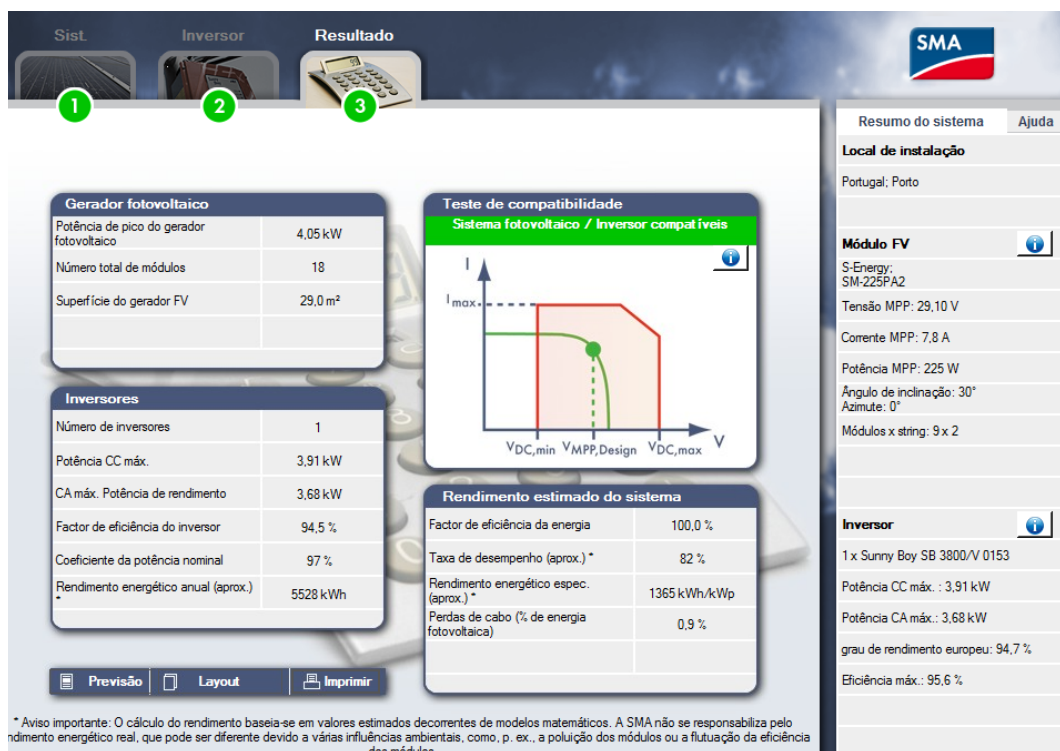 Sist.
Inversor
Resultado
SMA
1
2
3
Resumo do sistema
Ajuda
Local de instalação
Portugal; Porto
Módulo FV
S-Energy;
SM-225PA2
Tensão MPP: 29,10 V
Corrente MPP: 7,8 A
Potência MPP: 225 W
Ângulo de inclinação: 30°
Azimute: 0°
Módulos x string: 9 x 2
Inversor
1 x Sunny Boy SB 3800/V 0153
Potência CC máx. : 3,91 kW
Potência CA máx.: 3,68 kW
grau de rendimento europeu: 94,7 %
Eficiência máx.: 95,6 %
Gerador fotovoltaico
Potência de pico do gerador
fotovoltaico
4,05 kW
Número total de módulos
18
Superfície do gerador FV
29,0 m²
Inversores
Número de inversores
1
Potência CC máx.
3,91 kW
CA máx. Potência de rendimento
3,68 kW
Factor de eficiência do inversor
94,5 %
Coeficiente da potência nominal
97 %
Rendimento energético anual (aprox.)
*
5528 kWh
Teste de compatibilidade
Sistema fotovoltaico / Inversor compatíveis
I
Imax.
VDC,min
VMPP,Design
VDC,max
V
Rendimento estimado do sistema
Factor de eficiência da energia
100,0 %
Taxa de desempenho (aprox.) *
82 %
Rendimento energético espec.
(aprox.) *
1365 kWh/kWp
Perdas de cabo (% de energia
fotovoltaica)
0,9 %
Previsão
Layout
Imprimir
* Aviso importante: O cálculo do rendimento baseia-se em valores estimados decorrentes de modelos matemáticos. A SMA não se responsabiliza pelo
ndimento energético real, que pode ser diferente devido a várias influências ambientais, como, p. ex., a poluição dos módulos ou a flutuação da eficiência
dos módulos